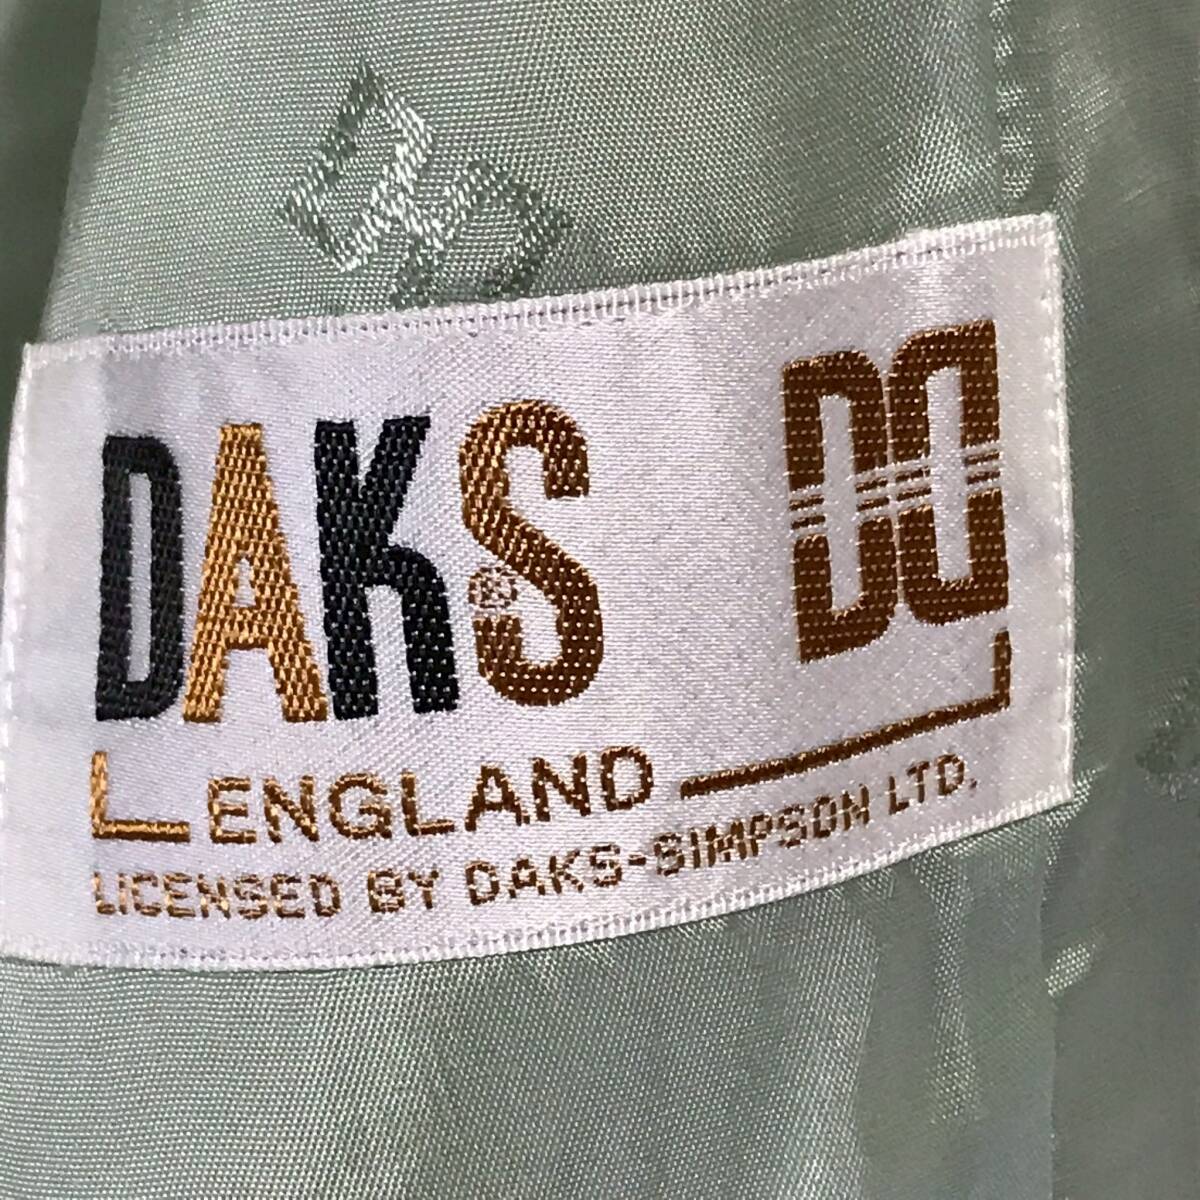 DAKS®
DD
ENGLAND
LICENSED BY DAKS-SIMPSON LTD.